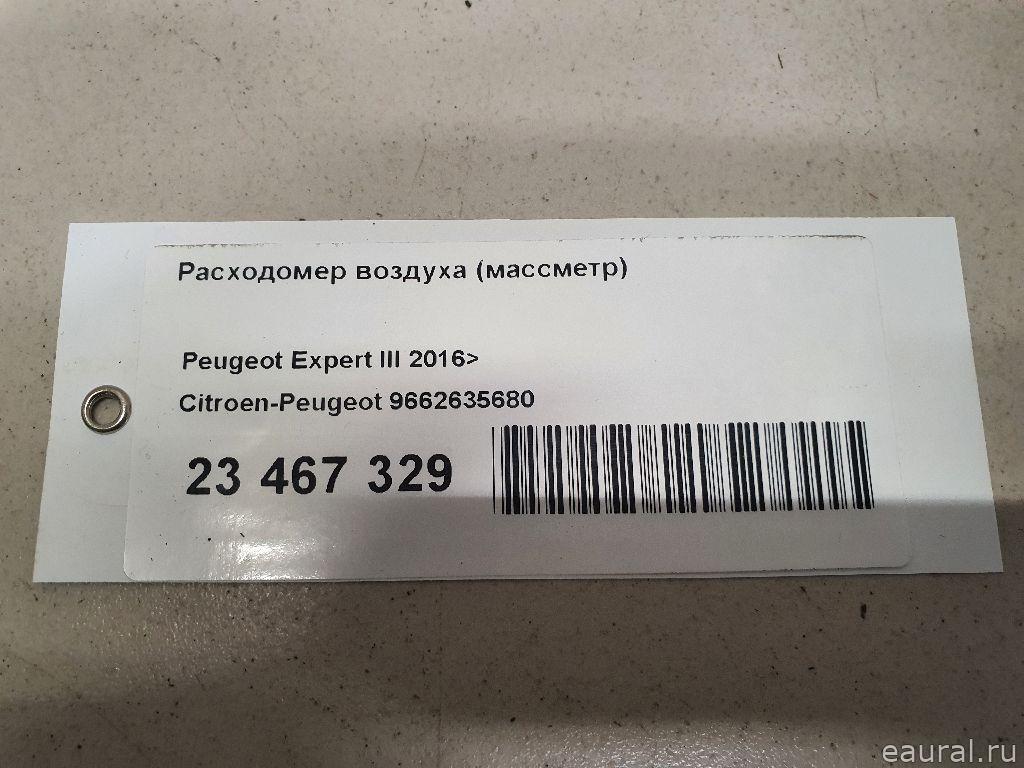 Расходомер воздуха (массметр)
Peugeot Expert III 2016>
Citroen-Peugeot 9662635680
23 467 329
eaural.ru